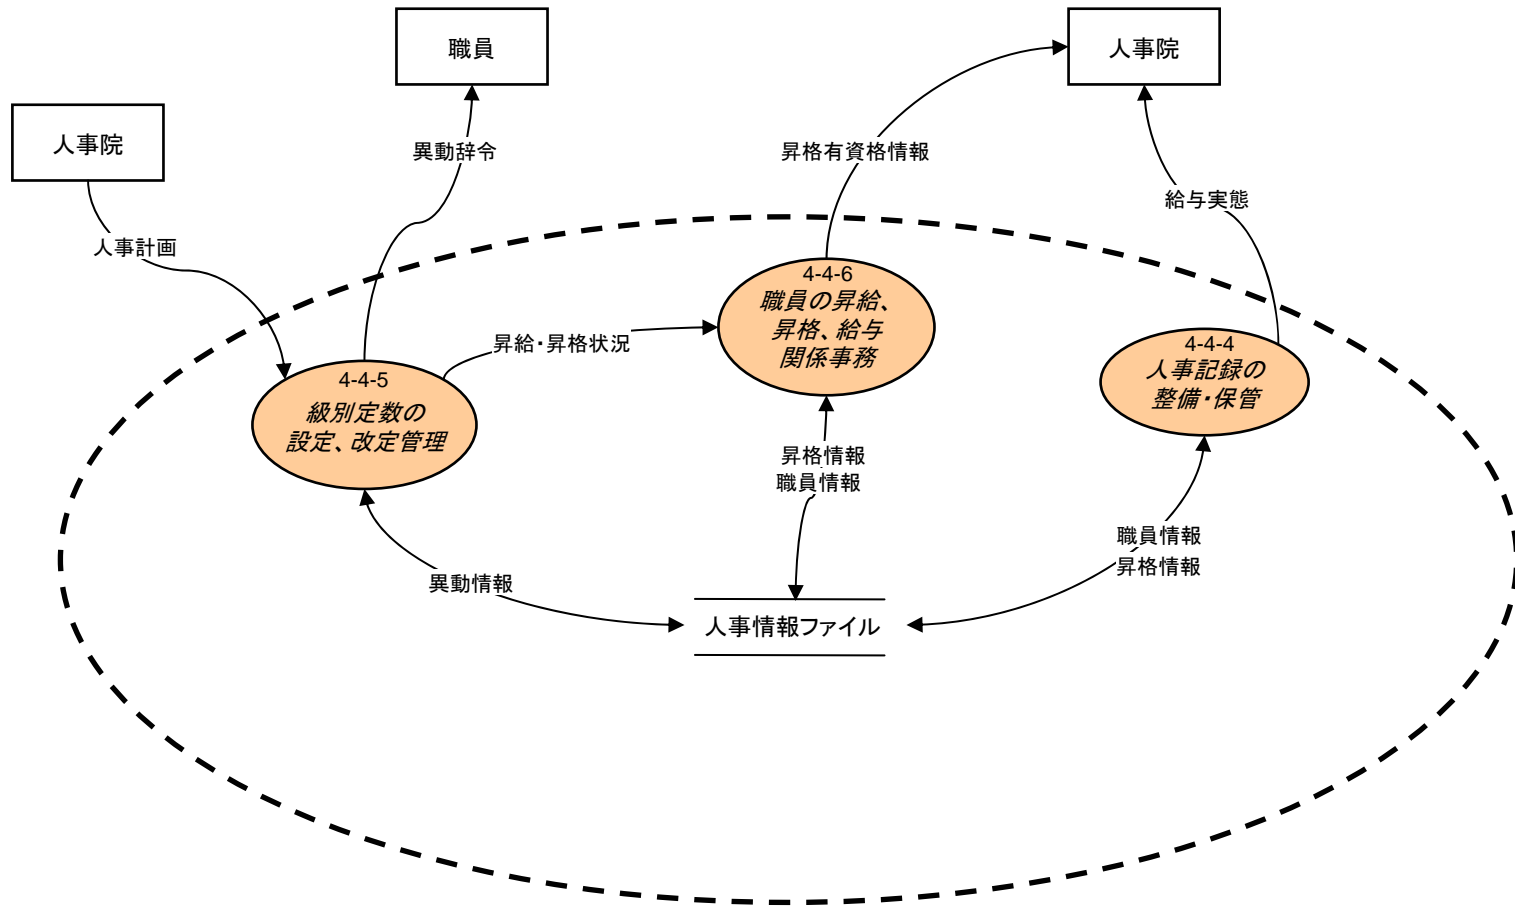 職員
人事院
人事院
異動辞令
昇格有資格情報
給与実態
人事計画
4-4-6
職員の昇給、
昇格、給与
関係事務
昇給・昇格状況
4-4-4
人事記録の
整備・保管
4-4-5
級別定数の
設定、改定管理
昇格情報
職員情報
職員情報
昇格情報
異動情報
人事情報ファイル